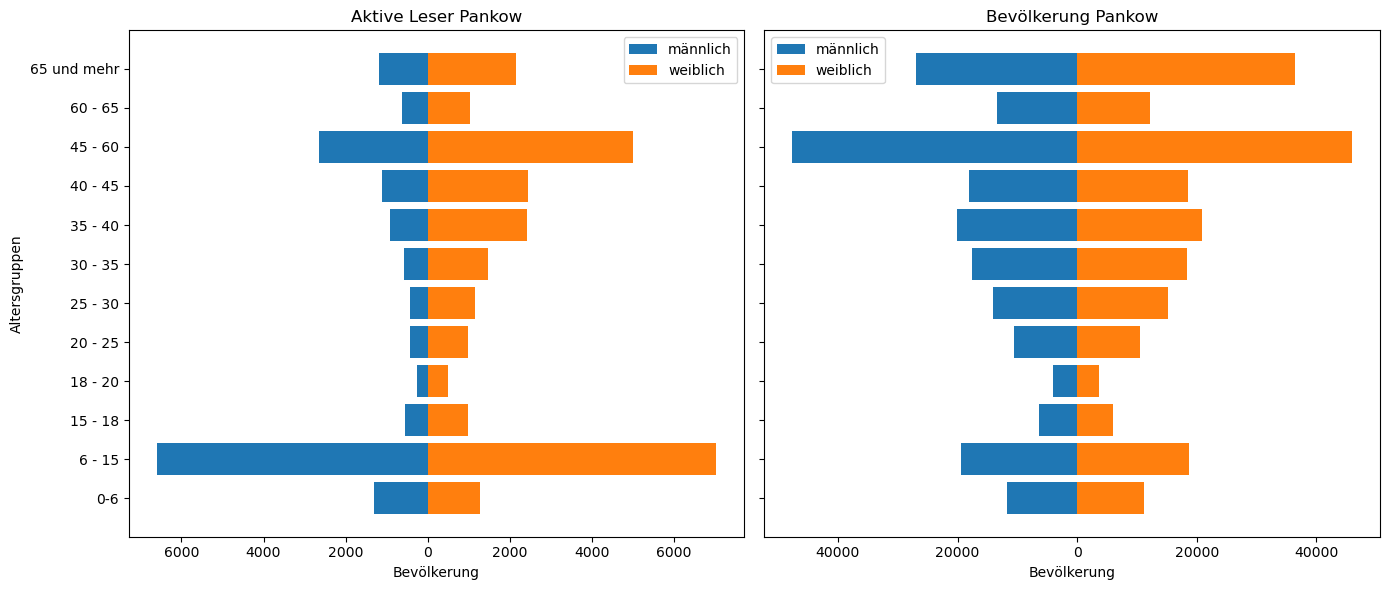 Aktive Leser Pankow
männlich
weiblich
65 und mehr
60 - 65
45 - 60
40 - 45
35 - 40
30 - 35
25 - 30
20 - 25
18 - 20
15 - 18
6 - 15
0-6
Altersgruppen
6000 4000 2000 0 2000 4000 6000
Bevölkerung
Bevölkerung Pankow
männlich
weiblich
40000 20000 0 20000 40000
Bevölkerung